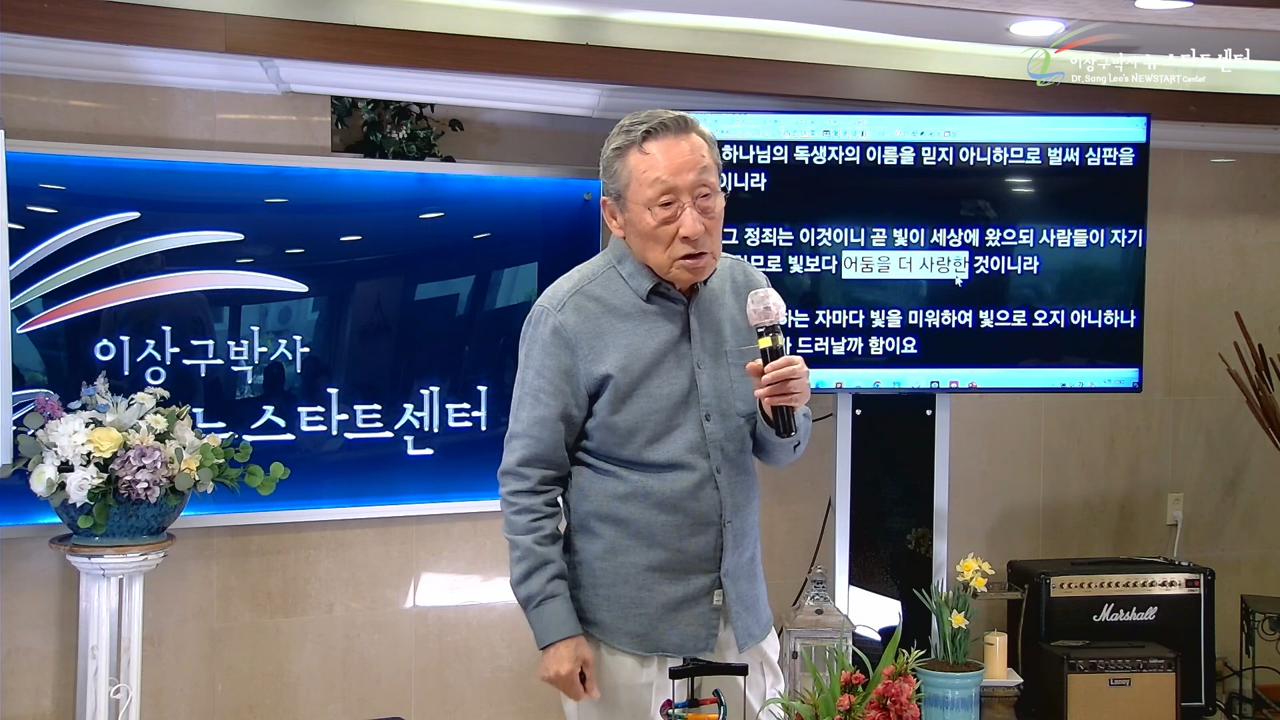 이상구박사 뉴스타트센터
Dr. Sang Lee's NEWSTART Center
하나님의 독생자의 이름을 믿지 아니하므로 벌써 심판을
이니라
그 정죄는 이것이니 곧 빛이 세상에 왔으되 사람들이 자기
하므로 빛보다 어둠을 더 사랑한 것이니라
하는 자마다 빛을 미워하여 빛으로 오지 아니하나
드러날까 함이요
이상구박사
뉴스타트센터
Marshall
Laney